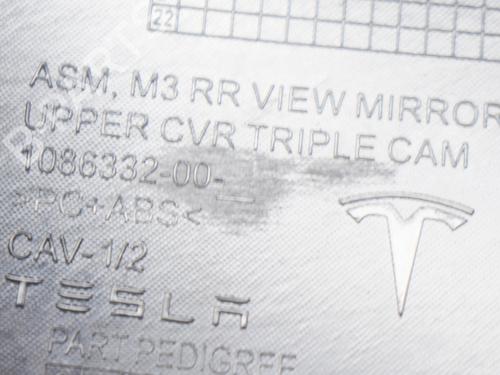 22
ASM, M3 RR VIEW MIRROR
UPPER CVR TRIPLE CAM
1086332-00-_
>PC+ABS<
CAV-1/2
TESLA
PART PEDIGREE